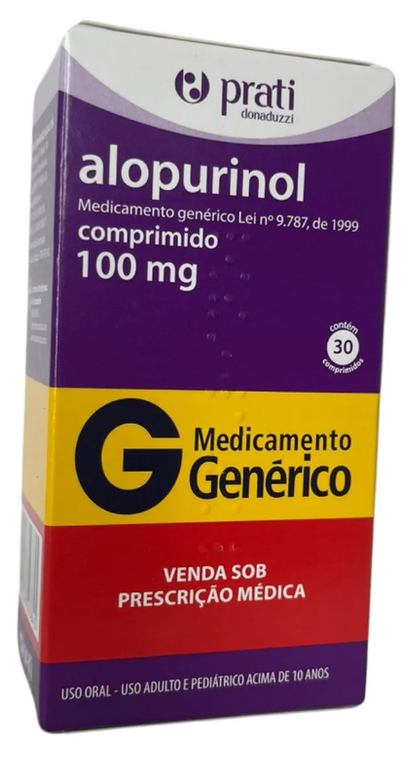 prati
donaduzzi
alopurinol
Medicamento genérico Lei nº 9.787, de 1999
comprimido
100 mg
contém
30
comprimidos
G Medicamento
Genérico
VENDA SOB
PRESCRIÇÃO MÉDICA
USO ORAL - USO ADULTO E PEDIÁTRICO ACIMA DE 10 ANOS